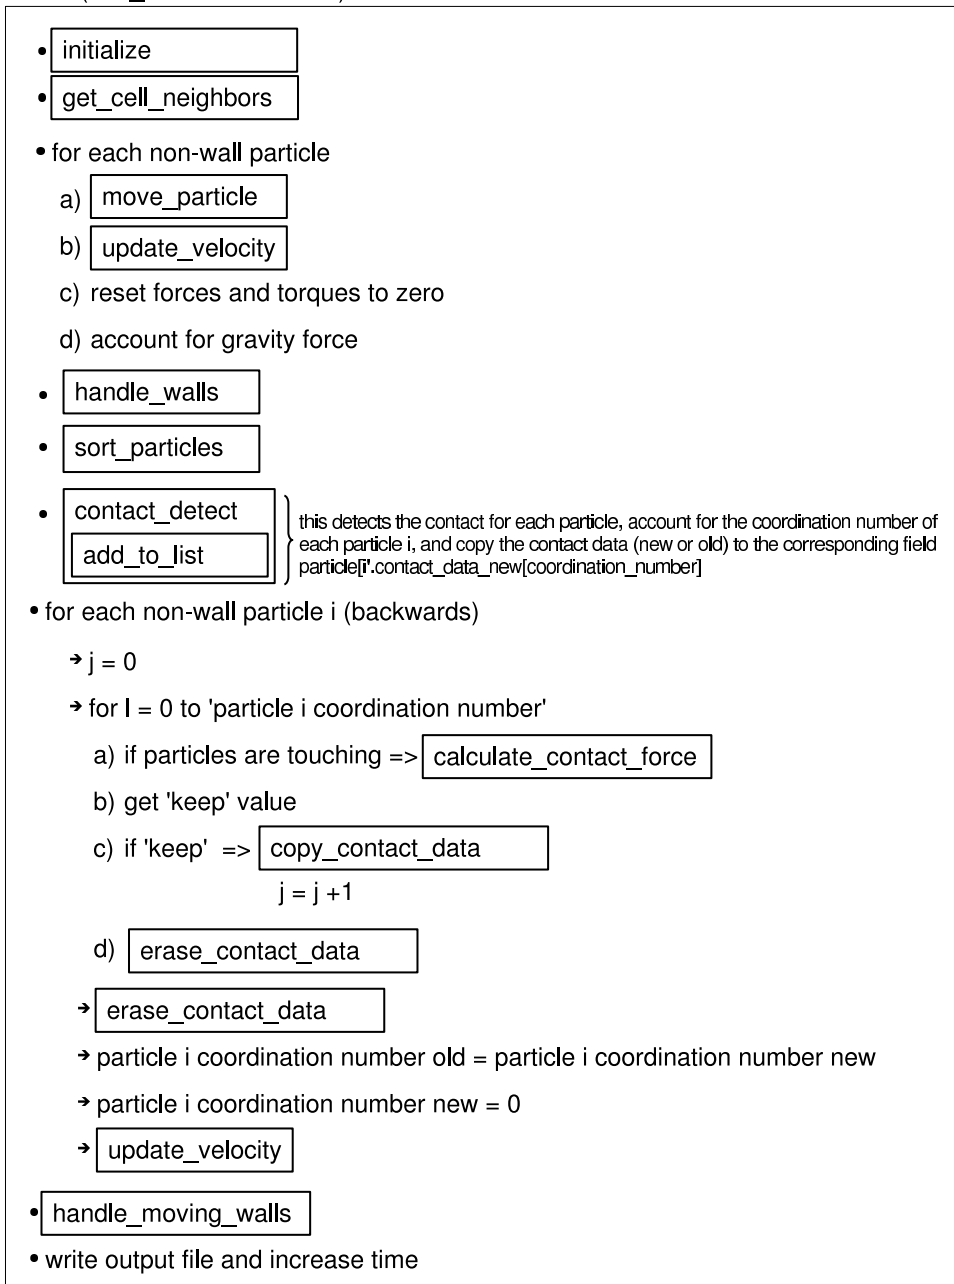 • initialize
• get_cell_neighbors
• for each non-wall particle
a) move_particle
b) update_velocity
c) reset forces and torques to zero
d) account for gravity force
• handle_walls
• sort_particles
• contact_detect
add_to_list
this detects the contact for each particle, account for the coordination number of
each particle i, and copy the contact data (new or old) to the corresponding field
particle[i'.contact_data_new[coordination_number]
• for each non-wall particle i (backwards)
➔ j = 0
➔ for l = 0 to 'particle i coordination number'
a) if particles are touching => calculate_contact_force
b) get 'keep' value
c) if 'keep' => copy_contact_data
j = j +1
d) erase_contact_data
➔ erase_contact_data
➔ particle i coordination number old = particle i coordination number new
➔ particle i coordination number new = 0
➔ update_velocity
• handle_moving_walls
• write output file and increase time